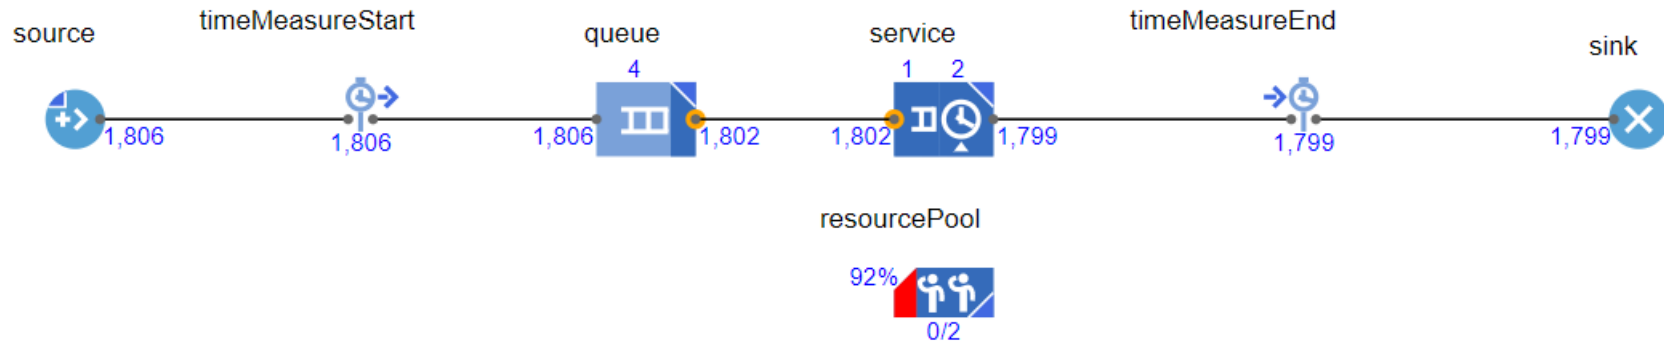 source
timeMeasureStart
queue
service
timeMeasureEnd
sink
4
1 2
1,806
1,806
1,806
1,802
1,802
1,799
1,799
1,799
resourcePool
92%
0/2